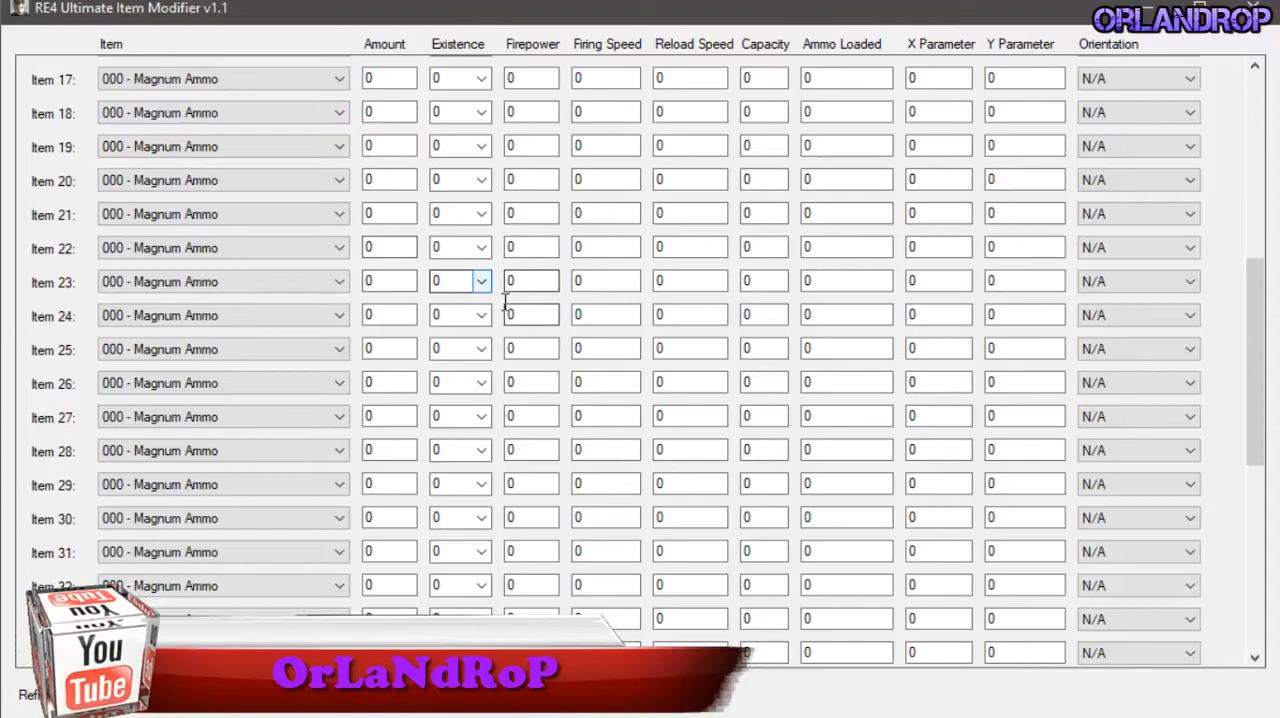 RE4 Ultimate Item Modifier v1.1
ORLANDROP
Item Amount Existence Firepower Firing Speed Reload Speed Capacity Ammo Loaded X Parameter Y Parameter Orientation
Item 17: 000 - Magnum Ammo 0 0 0 0 0 0 0 0 0 N/A
Item 18: 000 - Magnum Ammo 0 0 0 0 0 0 0 0 0 N/A
Item 19: 000 - Magnum Ammo 0 0 0 0 0 0 0 0 0 N/A
Item 20: 000 - Magnum Ammo 0 0 0 0 0 0 0 0 0 N/A
Item 21: 000 - Magnum Ammo 0 0 0 0 0 0 0 0 0 N/A
Item 22: 000 - Magnum Ammo 0 0 0 0 0 0 0 0 0 N/A
Item 23: 000 - Magnum Ammo 0 0 0 0 0 0 0 0 0 N/A
Item 24: 000 - Magnum Ammo 0 0 0 0 0 0 0 0 0 N/A
Item 25: 000 - Magnum Ammo 0 0 0 0 0 0 0 0 0 N/A
Item 26: 000 - Magnum Ammo 0 0 0 0 0 0 0 0 0 N/A
Item 27: 000 - Magnum Ammo 0 0 0 0 0 0 0 0 0 N/A
Item 28: 000 - Magnum Ammo 0 0 0 0 0 0 0 0 0 N/A
Item 29: 000 - Magnum Ammo 0 0 0 0 0 0 0 0 0 N/A
Item 30: 000 - Magnum Ammo 0 0 0 0 0 0 0 0 0 N/A
Item 31: 000 - Magnum Ammo 0 0 0 0 0 0 0 0 0 N/A
Item 32: 000 - Magnum Ammo 0 0 0 0 0 0 0 0 0 N/A
0 0 0 0 0 N/A
0 0 0 0 N/A
You Tube
OrLaNdRoP